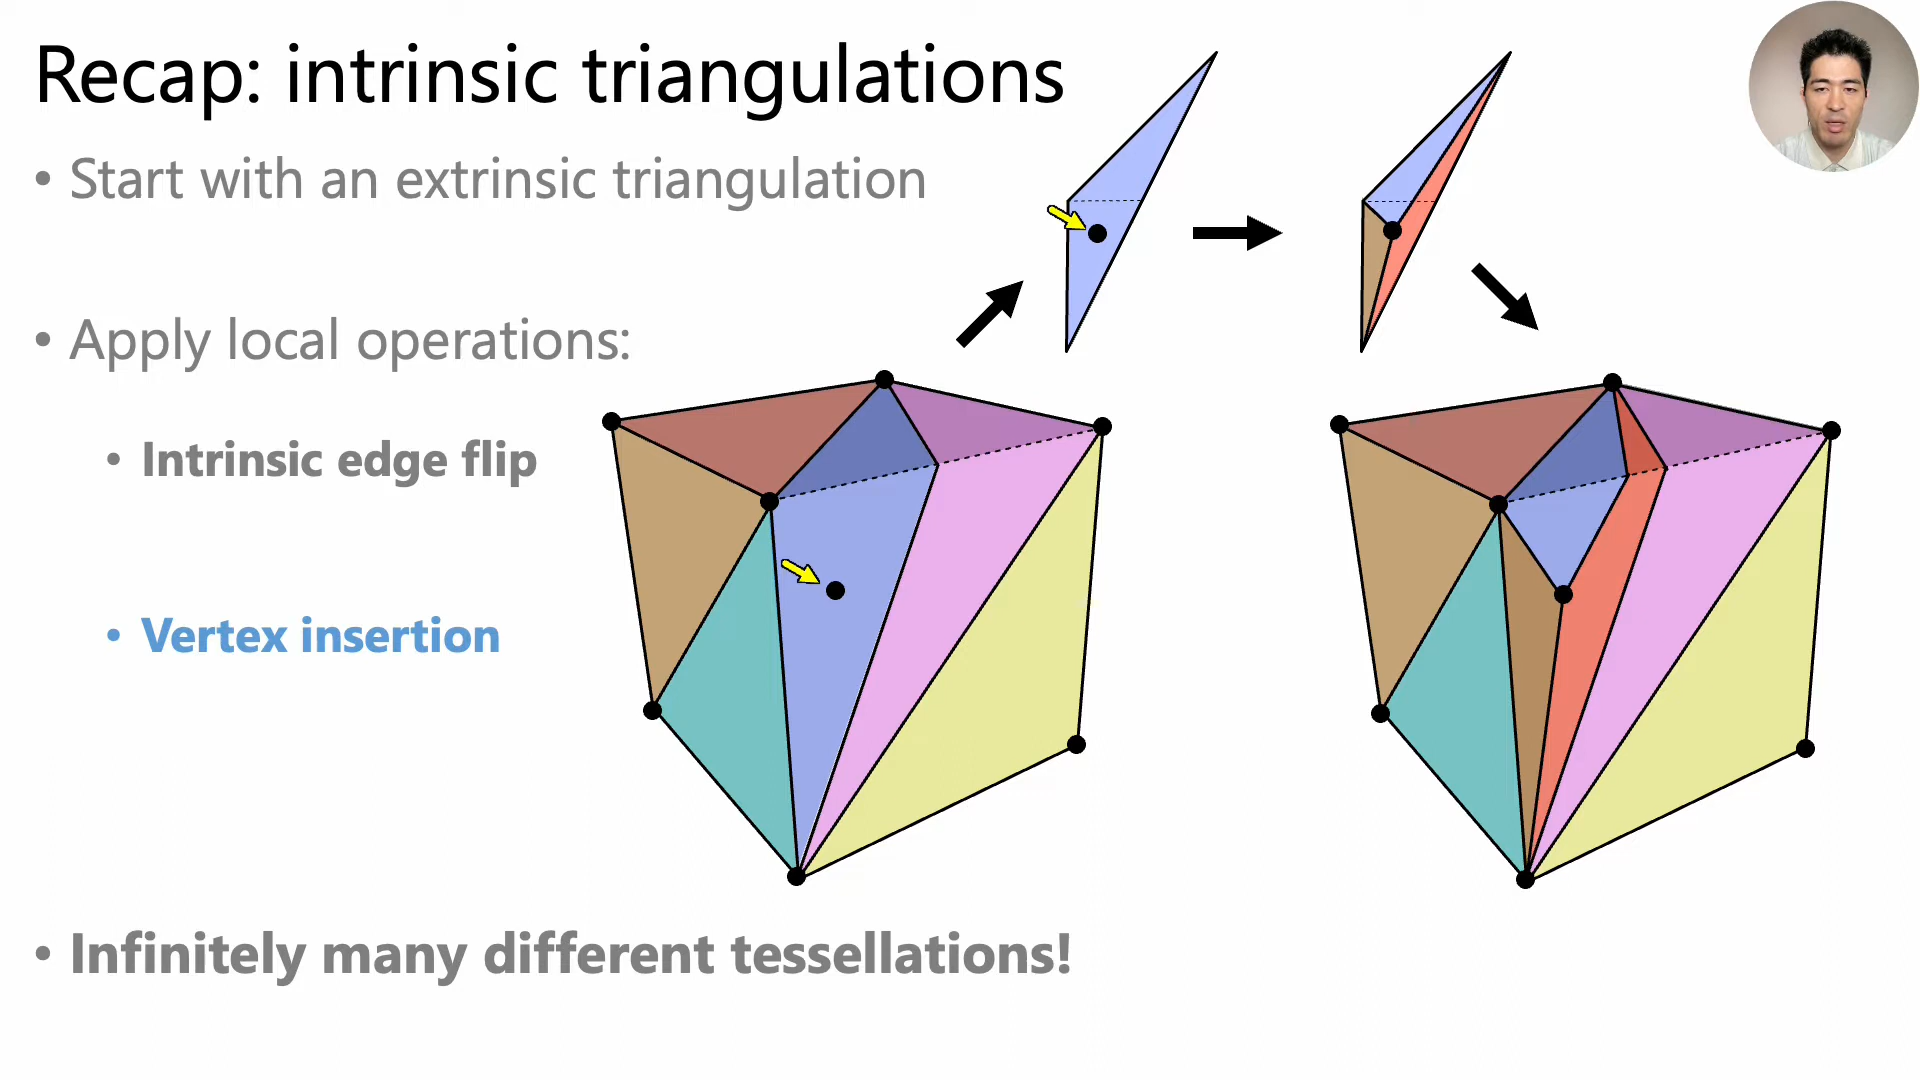 Recap: intrinsic triangulations
• Start with an extrinsic triangulation
• Apply local operations:
• Intrinsic edge flip
• Vertex insertion
• Infinitely many different tessellations!